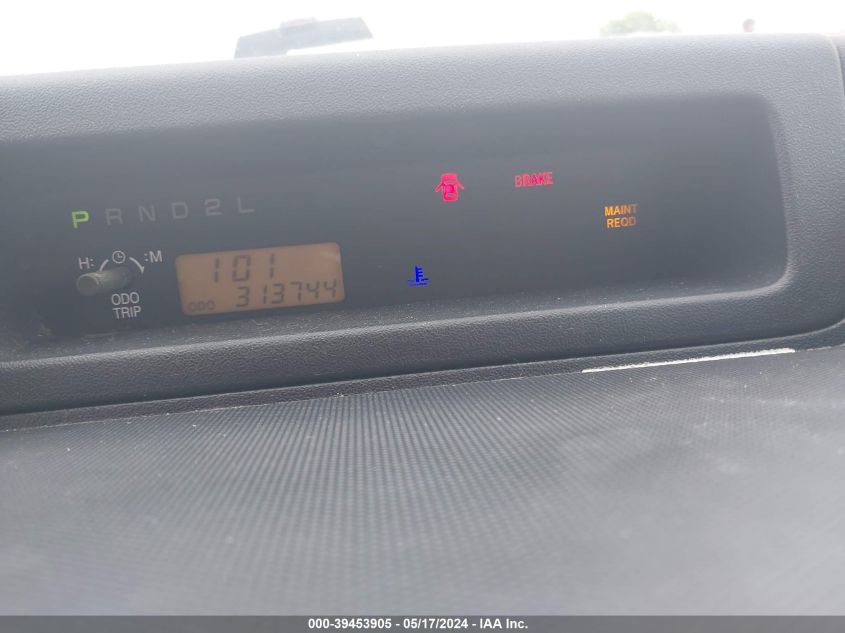 BRAKE
MAINT
REQD
P R N D 2 L
H: :M
ODO
TRIP
101
ODO 313744
000-39453905 - 05/17/2024 - IAA Inc.